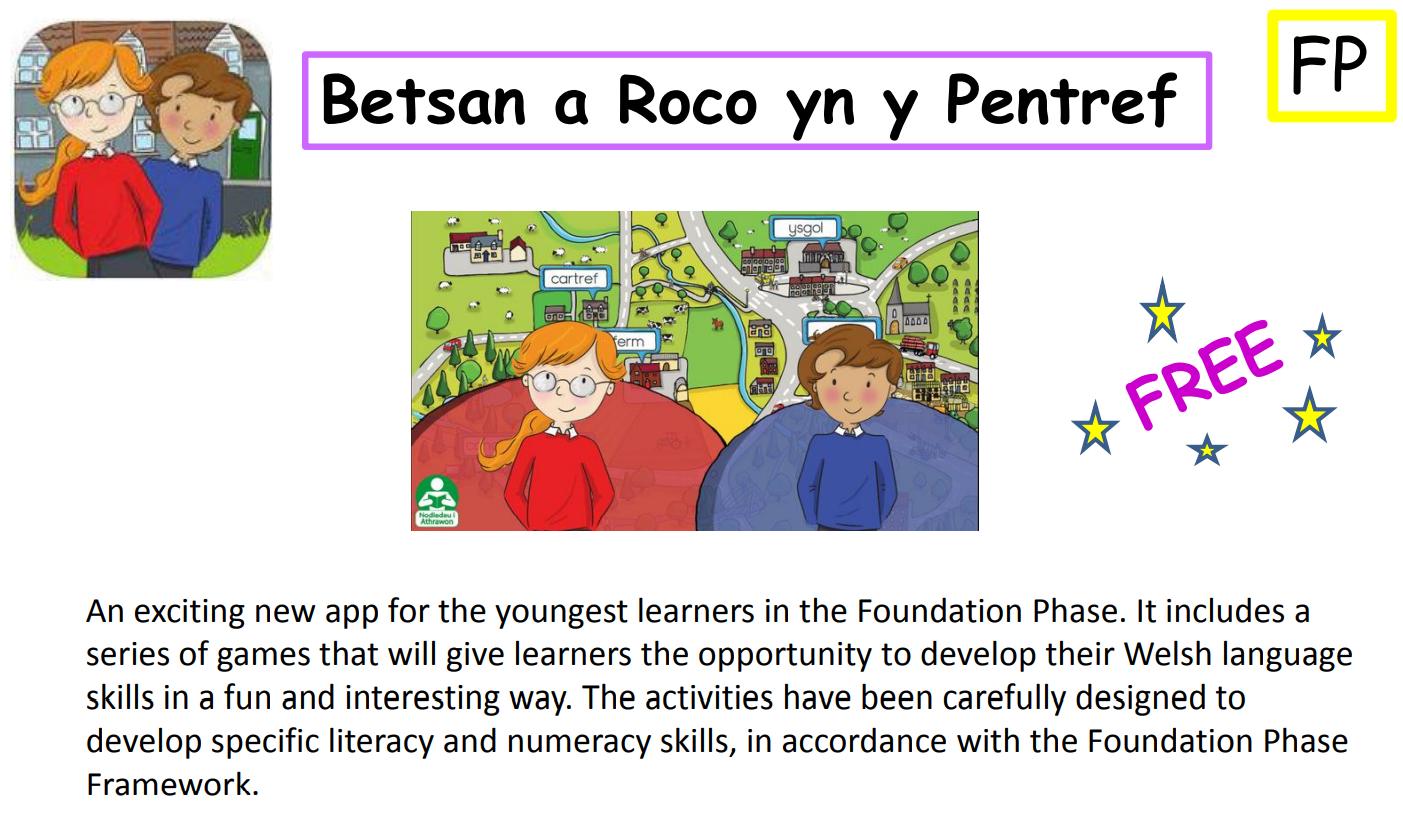 Betsan a Roco yn y Pentref
FP
ysgol
cartref
ferm
FREE
Nodiadau i
Athrawon
An exciting new app for the youngest learners in the Foundation Phase. It includes a
series of games that will give learners the opportunity to develop their Welsh language
skills in a fun and interesting way. The activities have been carefully designed to
develop specific literacy and numeracy skills, in accordance with the Foundation Phase
Framework.